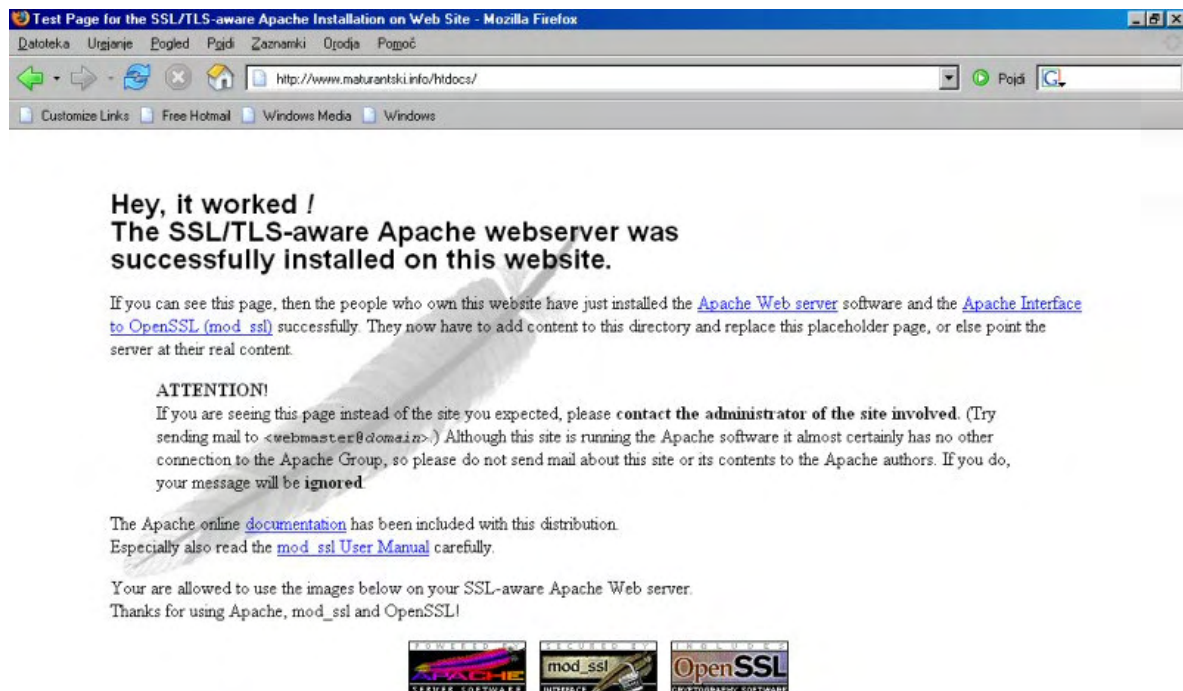 Test Page for the SSL/TLS-aware Apache Installation on Web Site - Mozilla Firefox
Datoteka Urejanje Pogled Pojdi Zaznamki Orodja Pomoč
http://www.maturantski.info/htdocs/ Pojdi G
Customize Links Free Hotmail Windows Media Windows
Hey, it worked !
The SSL/TLS-aware Apache webserver was
successfully installed on this website.
If you can see this page, then the people who own this website have just installed the Apache Web server software and the Apache Interface
to OpenSSL (mod_ssl) successfully. They now have to add content to this directory and replace this placeholder page, or else point the
server at their real content.
ATTENTION!
If you are seeing this page instead of the site you expected, please contact the administrator of the site involved. (Try
sending mail to <webmaster@domain>.) Although this site is running the Apache software it almost certainly has no other
connection to the Apache Group, so please do not send mail about this site or its contents to the Apache authors. If you do,
your message will be ignored.
The Apache online documentation has been included with this distribution.
Especially also read the mod_ssl User Manual carefully.
Your are allowed to use the images below on your SSL-aware Apache Web server.
Thanks for using Apache, mod_ssl and OpenSSL!
POWERED BY SECURED BY INCLUDES
APACHE mod_ssl OpenSSL
SERVER SOFTWARE INTERFACE CRYPTOGRAPHY SOFTWARE